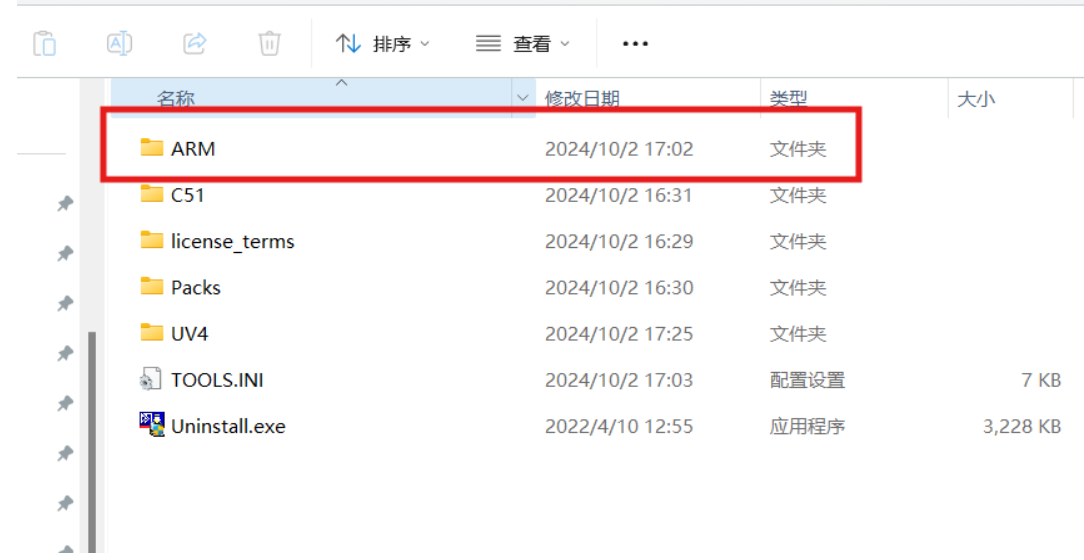 排序 查看
名称 修改日期 类型 大小
ARM 2024/10/2 17:02 文件夹
C51 2024/10/2 16:31 文件夹
license_terms 2024/10/2 16:29 文件夹
Packs 2024/10/2 16:30 文件夹
UV4 2024/10/2 17:25 文件夹
TOOLS.INI 2024/10/2 17:03 配置设置 7 KB
Uninstall.exe 2022/4/10 12:55 应用程序 3,228 KB